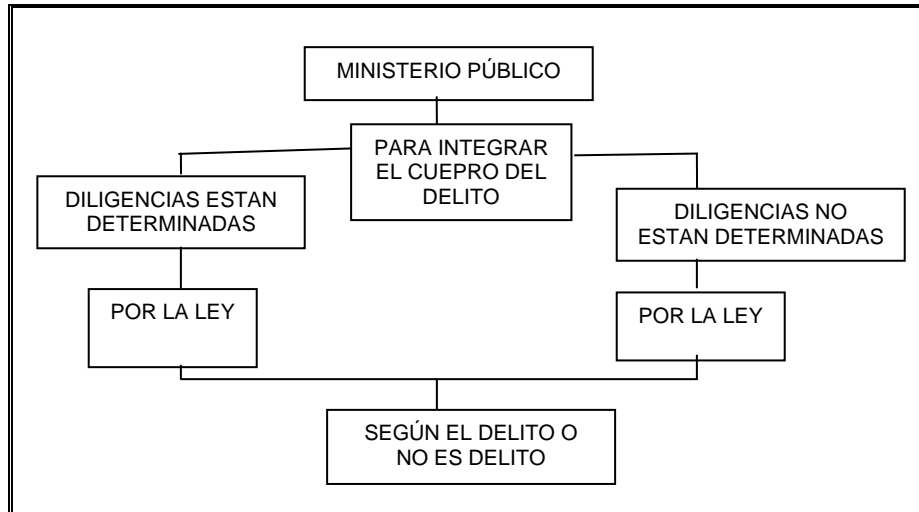 MINISTERIO PÚBLICO
PARA INTEGRAR
EL CUEPRO DEL
DELITO
DILIGENCIAS ESTAN
DETERMINADAS
DILIGENCIAS NO
ESTAN DETERMINADAS
POR LA LEY
POR LA LEY
SEGÚN EL DELITO O
NO ES DELITO